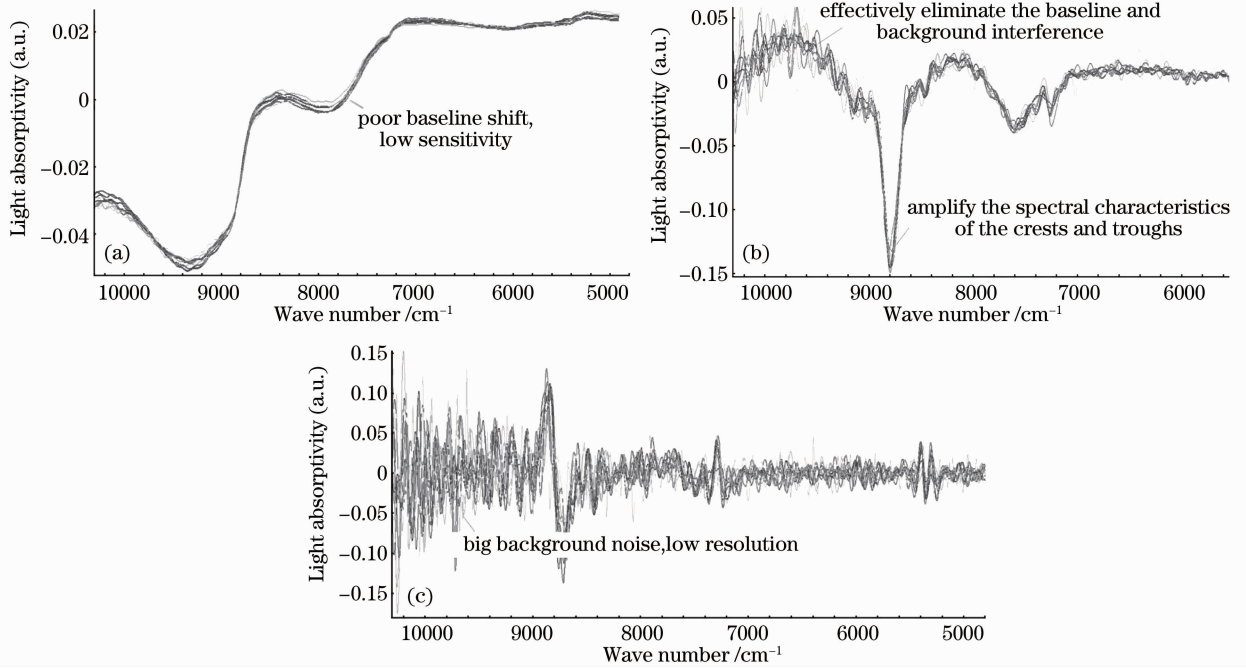 0.02
0
−0.02
−0.04
Light absorptivity (a.u.)
poor baseline shift,
low sensitivity
(a)
10000 9000 8000 7000 6000 5000
Wave number /cm−1
0.05
0
−0.05
−0.10
−0.15
Light absorptivity (a.u.)
effectively eliminate the baseline and
background interference
amplify the spectral characteristics
of the crests and troughs
(b)
10000 9000 8000 7000 6000
Wave number /cm−1
0.15
0.10
0.05
0
−0.05
−0.10
−0.15
Light absorptivity (a.u.)
big background noise,low resolution
(c)
10000 9000 8000 7000 6000 5000
Wave number /cm−1